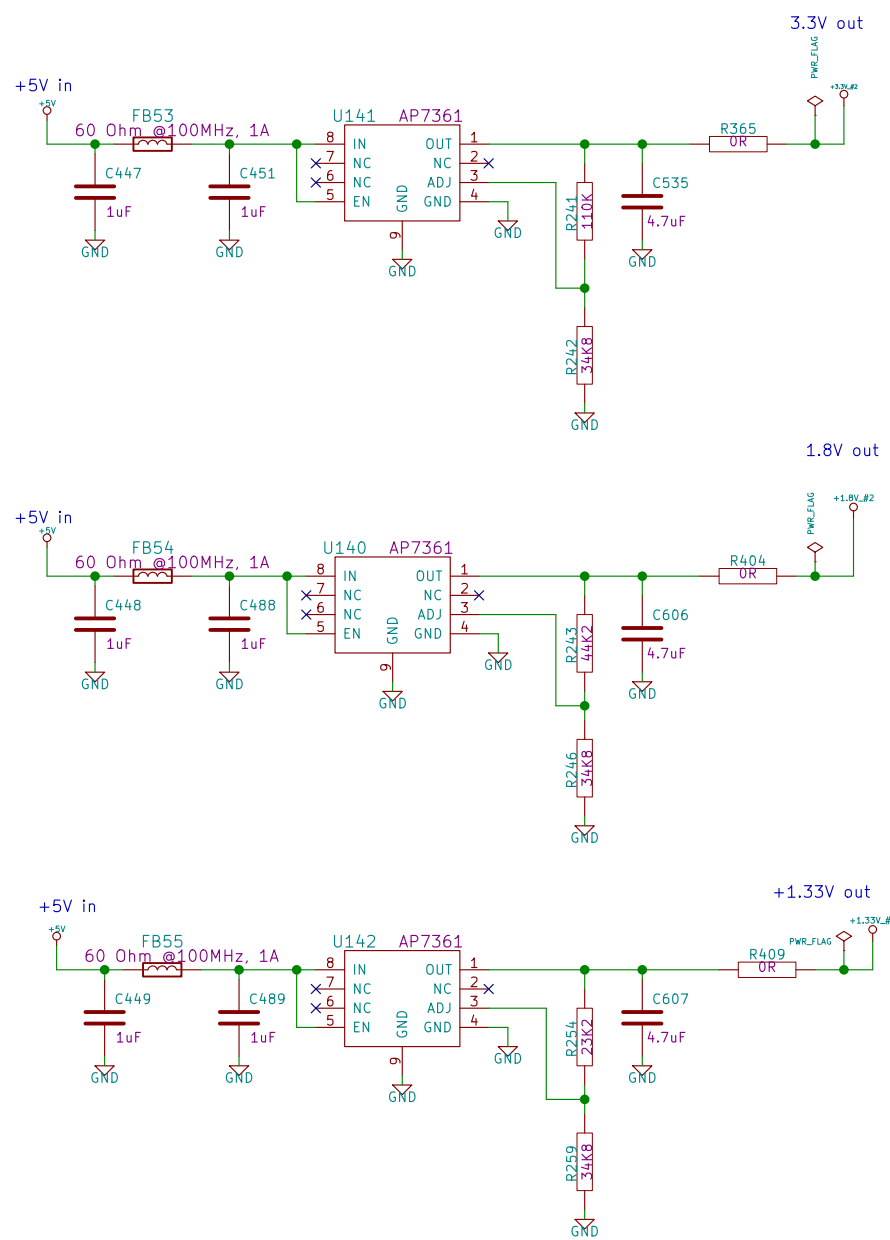 3.3V out
PWR_FLAG
+3.3V_#2
+5V in
+5V
FB53
60 Ohm @100MHz, 1A
U141
AP7361
8 IN OUT 1
7 NC NC 2
6 NC ADJ 3
5 EN GND 4
GND
9
GND
GND
C447
1uF
GND
C451
1uF
GND
R241
110K
R242
34K8
GND
C535
4.7uF
GND
R365
0R
1.8V out
PWR_FLAG
+1.8V_#2
+5V in
+5V
FB54
60 Ohm @100MHz, 1A
U140
AP7361
8 IN OUT 1
7 NC NC 2
6 NC ADJ 3
5 EN GND 4
GND
9
GND
GND
C448
1uF
GND
C488
1uF
GND
R243
44K2
R246
34K8
GND
C606
4.7uF
GND
R404
0R
+1.33V out
PWR_FLAG
+1.33V_#
+5V in
+5V
FB55
60 Ohm @100MHz, 1A
U142
AP7361
8 IN OUT 1
7 NC NC 2
6 NC ADJ 3
5 EN GND 4
GND
9
GND
GND
C449
1uF
GND
C489
1uF
GND
R254
23K2
R259
34K8
GND
C607
4.7uF
GND
R409
0R